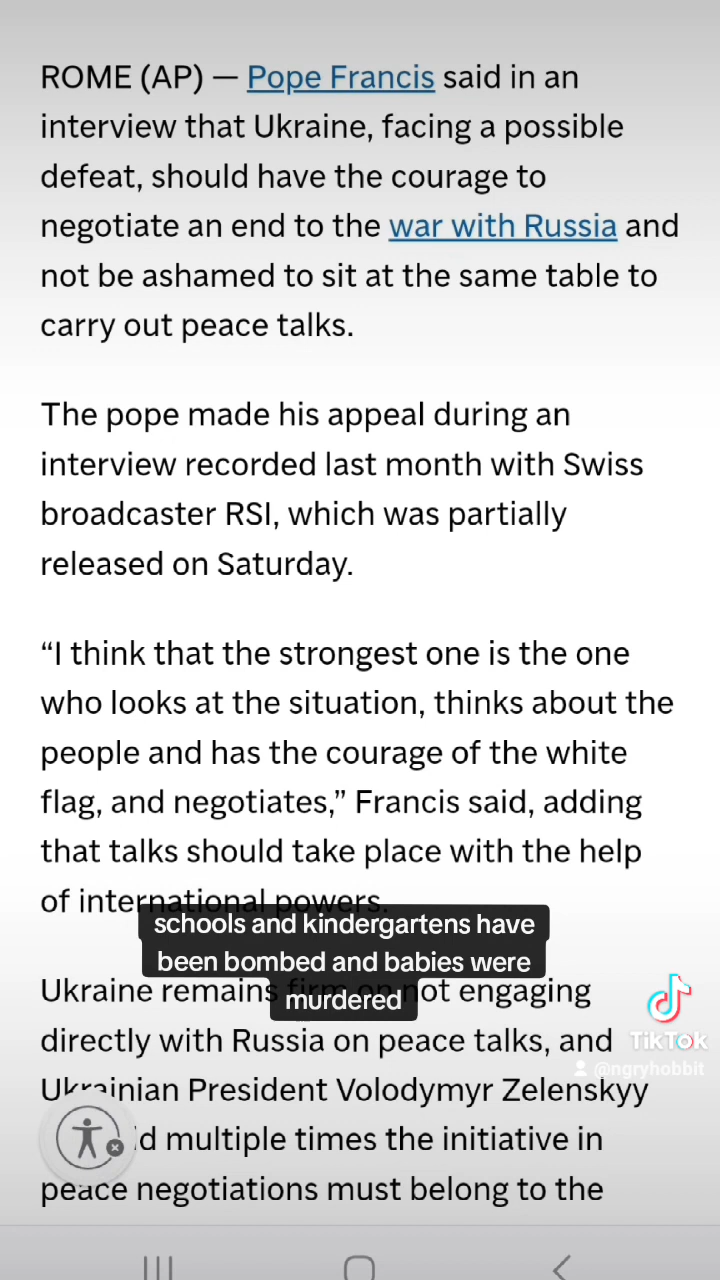 ROME (AP) — Pope Francis said in an
interview that Ukraine, facing a possible
defeat, should have the courage to
negotiate an end to the war with Russia and
not be ashamed to sit at the same table to
carry out peace talks.
The pope made his appeal during an
interview recorded last month with Swiss
broadcaster RSI, which was partially
released on Saturday.
“I think that the strongest one is the one
who looks at the situation, thinks about the
people and has the courage of the white
flag, and negotiates,” Francis said, adding
that talks should take place with the help
of international powers.
schools and kindergartens have
been bombed and babies were
murdered
Ukraine remains firm on not engaging
directly with Russia on peace talks, and
Ukrainian President Volodymyr Zelenskyy
multiple times the initiative in
peace negotiations must belong to the
TikTok
@ngryhobbit